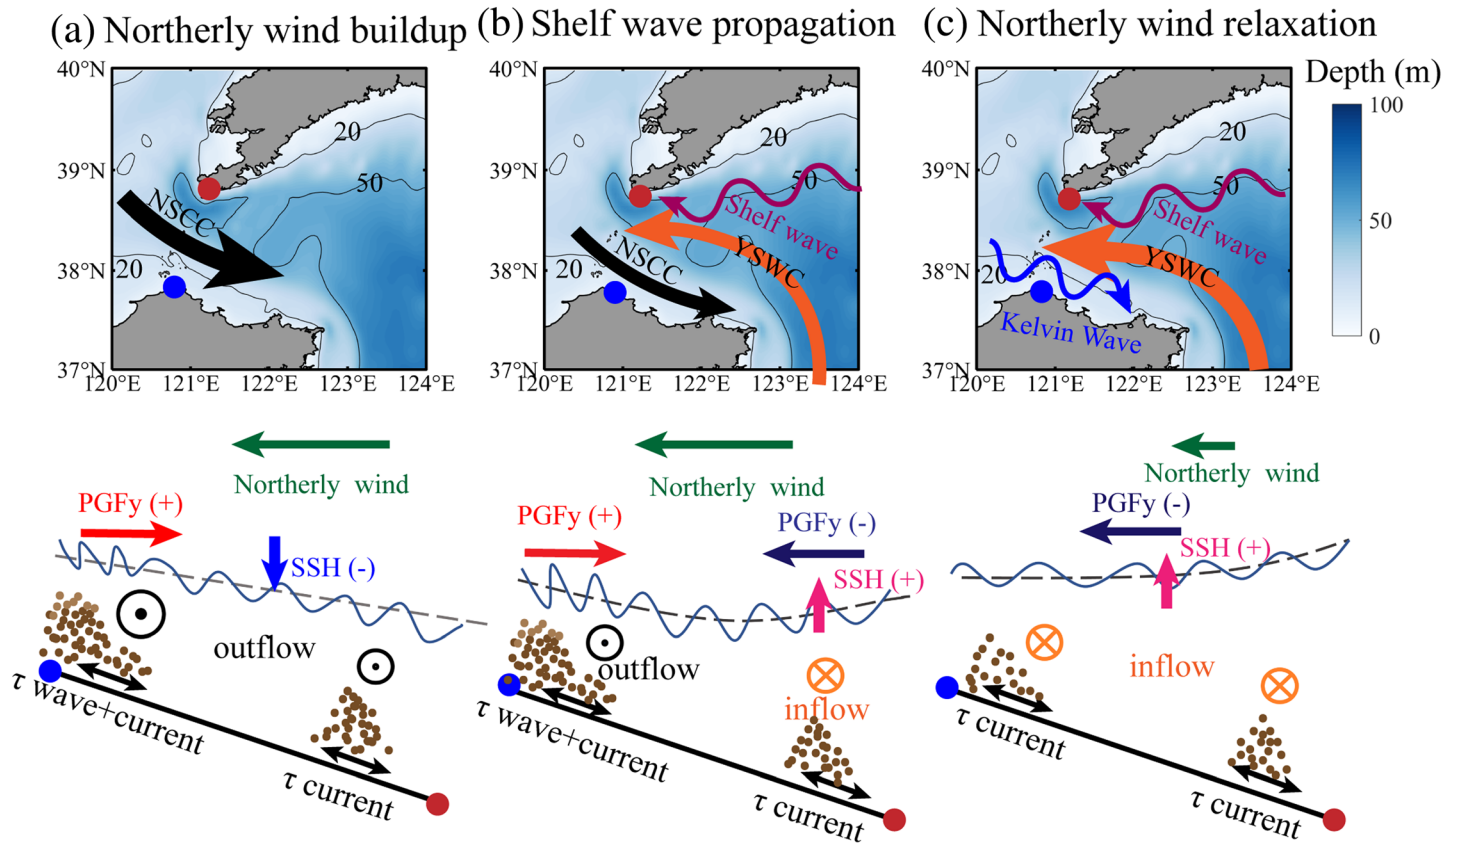 (a) Northerly wind buildup
(b) Shelf wave propagation
(c) Northerly wind relaxation
40°N
39°N
38°N
37°N
120°E
121°E
122°E
123°E
124°E
20
50
20
NSCC
40°N
39°N
38°N
37°N
120°E
121°E
122°E
123°E
124°E
20
50
20
Shelf wave
NSCC
YSWC
40°N
39°N
38°N
37°N
120°E
121°E
122°E
123°E
124°E
20
50
20
Shelf wave
YSWC
Kelvin Wave
Depth (m)
100
50
0
Northerly wind
PGFy (+)
SSH (-)
outflow
τ wave+current
τ current
Northerly wind
PGFy (+)
PGFy (-)
SSH (+)
outflow
inflow
τ wave+current
τ current
Northerly wind
PGFy (-)
SSH (+)
inflow
τ current
τ current